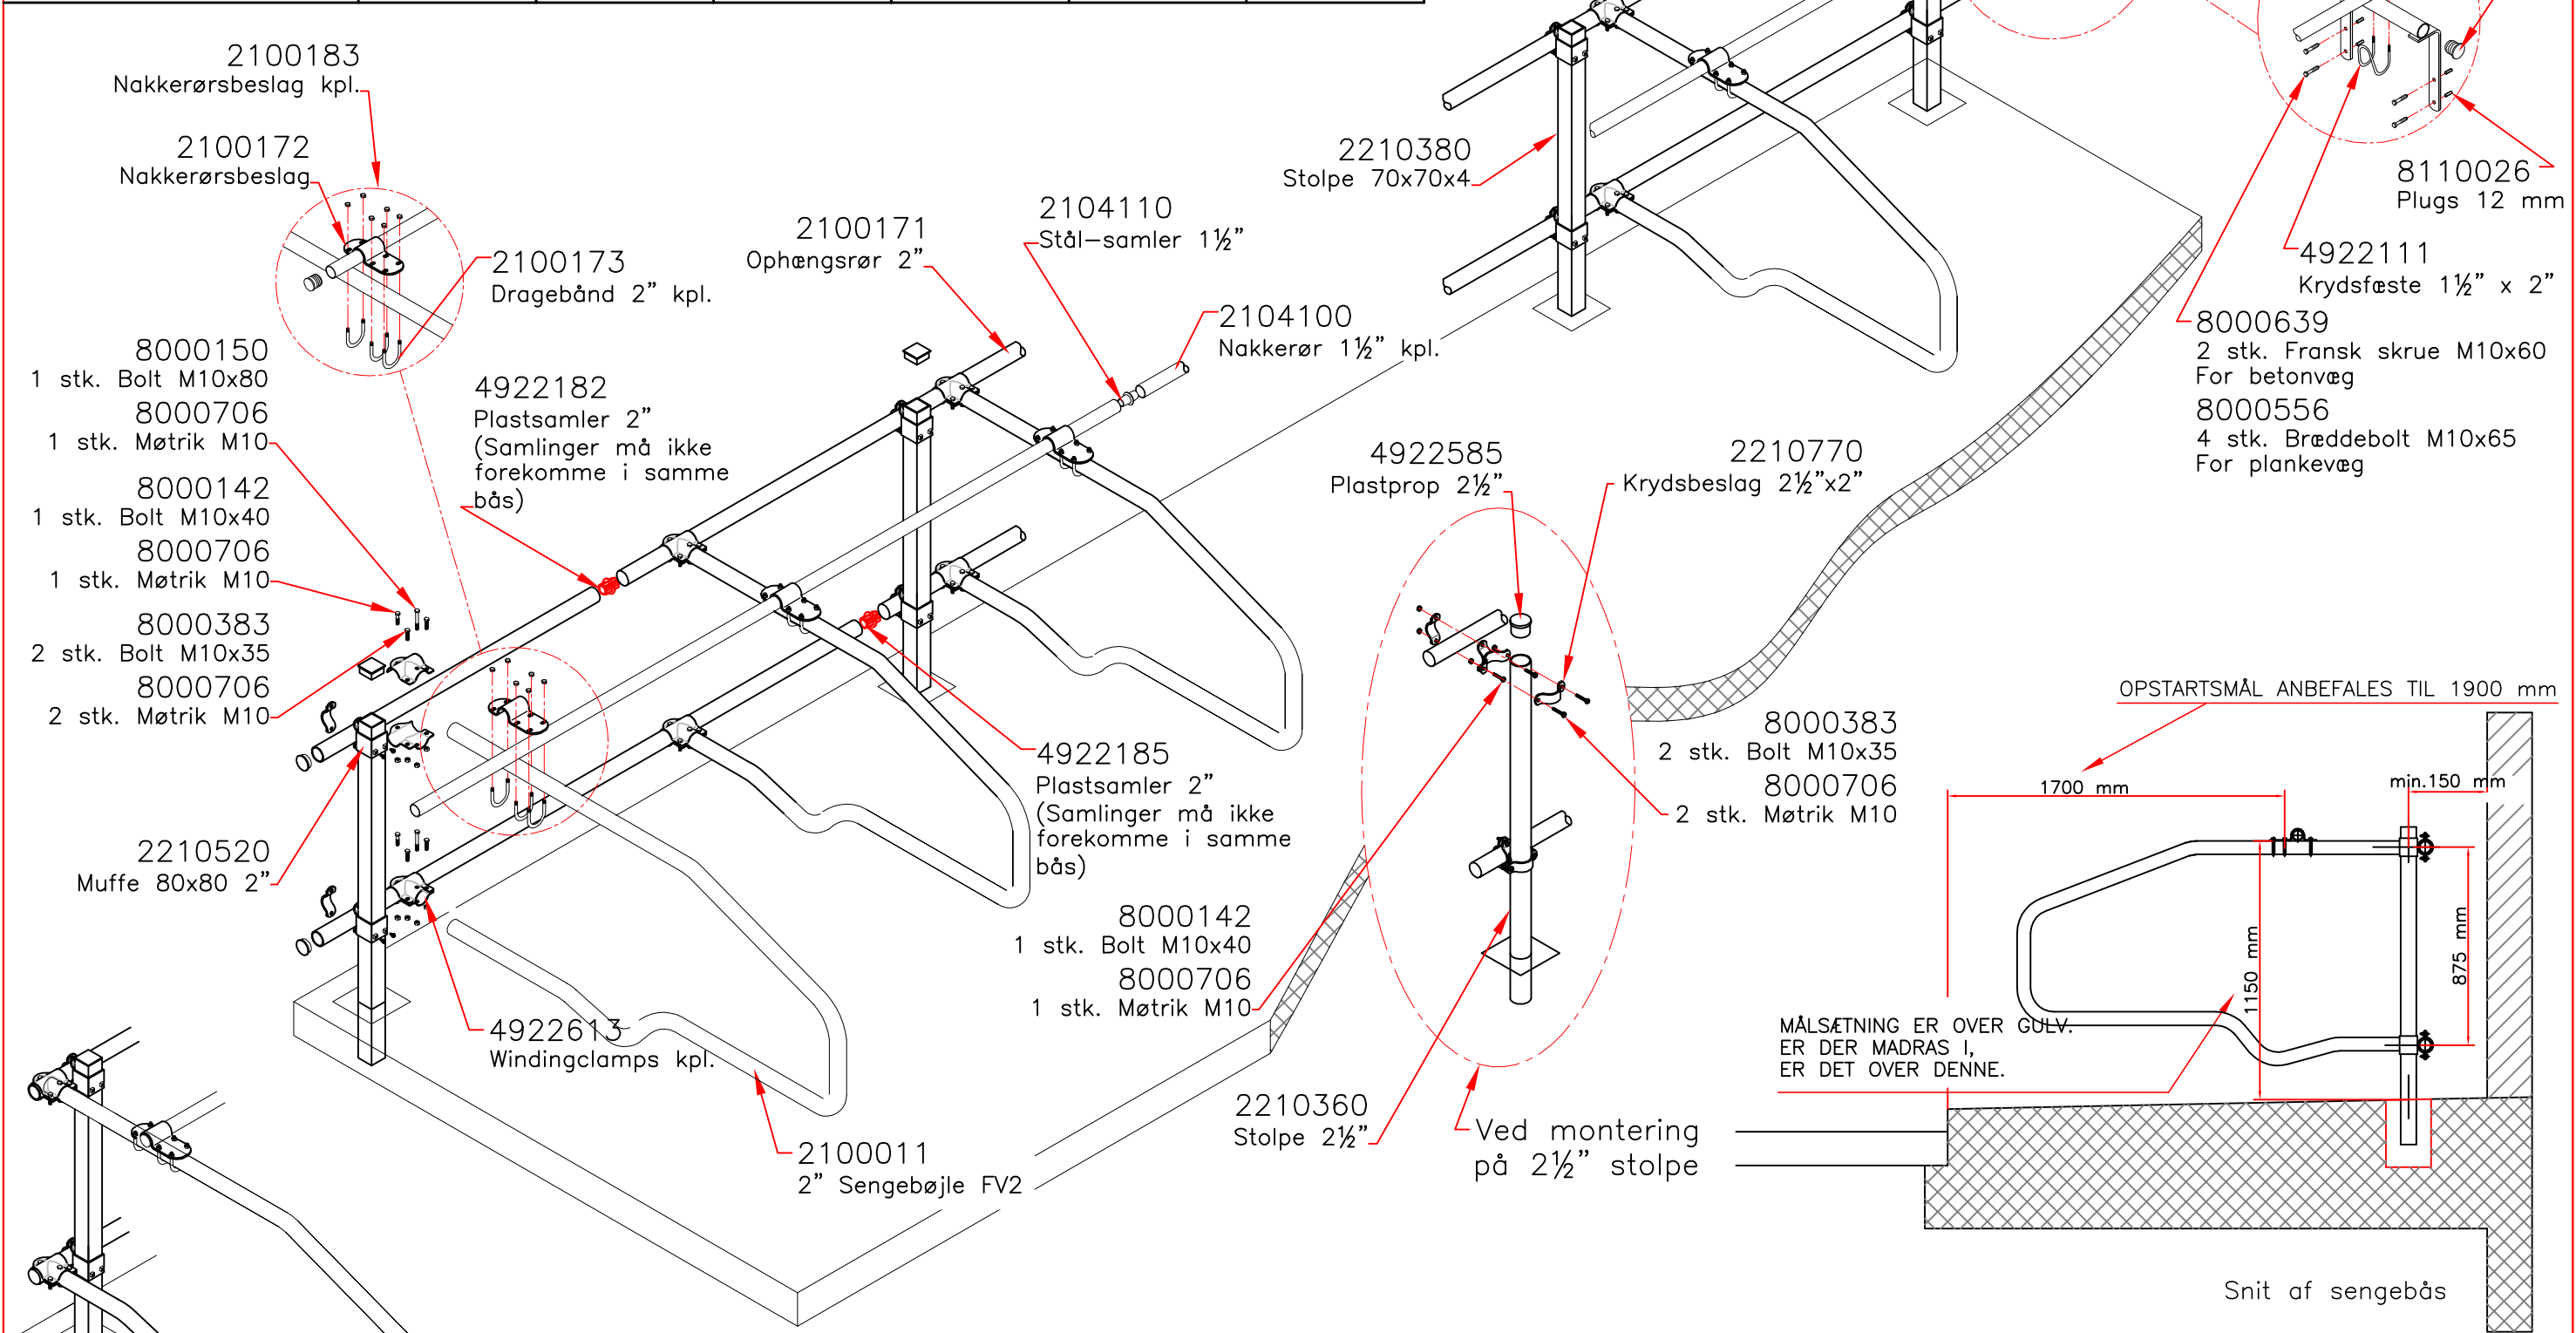 2100183
Nakkerørsbeslag kpl.
2100172
Nakkerørsbeslag
2100173
Dragebånd 2” kpl.
8000150
1 stk. Bolt M10x80
8000706
1 stk. Møtrik M10
8000142
1 stk. Bolt M10x40
8000706
1 stk. Møtrik M10
8000383
2 stk. Bolt M10x35
8000706
2 stk. Møtrik M10
4922182
Plastsamler 2”
(Samlinger må ikke
forekomme i samme
bås)
2100171
Ophængsrør 2”
2104110
Stål-samler 1½”
2104100
Nakkerør 1½” kpl.
2210380
Stolpe 70x70x4
8110026
Plugs 12 mm
4922111
Krydsfæste 1½” x 2”
8000639
2 stk. Fransk skrue M10x60
For betonvæg
8000556
4 stk. Bræddebolt M10x65
For plankevæg
4922585
Plastprop 2½”
2210770
Krydsbeslag 2½”x2”
8000383
2 stk. Bolt M10x35
8000706
2 stk. Møtrik M10
4922185
Plastsamler 2”
(Samlinger må ikke
forekomme i samme
bås)
2210520
Muffe 80x80 2”
8000142
1 stk. Bolt M10x40
8000706
1 stk. Møtrik M10
4922613
Windingclamps kpl.
2100011
2” Sengebøjle FV2
2210360
Stolpe 2½”
Ved montering
på 2½” stolpe
OPSTARTSMÅL ANBEFALES TIL 1900 mm
1700 mm
min.150 mm
1150 mm
875 mm
MÅLSÆTNING ER OVER GULV.
ER DER MADRAS I,
ER DET OVER DENNE.
Snit af sengebås